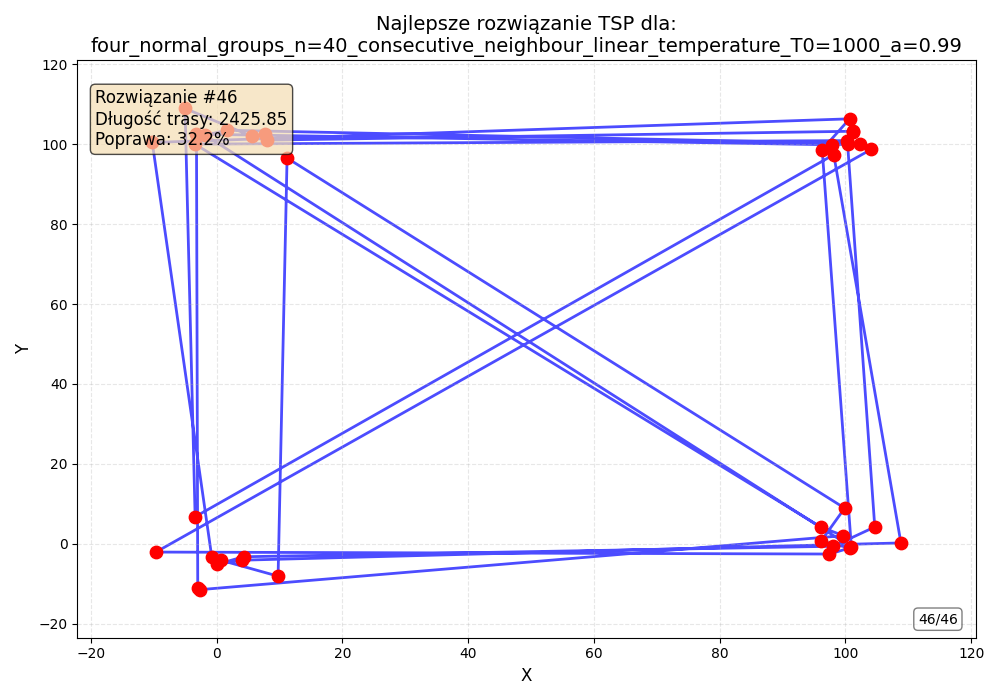 Najlepsze rozwiązanie TSP dla:
four_normal_groups_n=40_consecutive_neighbour_linear_temperature_T0=1000_a=0.99
120
Rozwiązanie #46
Długość trasy: 2425.85
Poprawa: 32.2%
100
80
60
Y
40
20
0
−20
46/46
−20
0
20
40
60
80
100
120
X